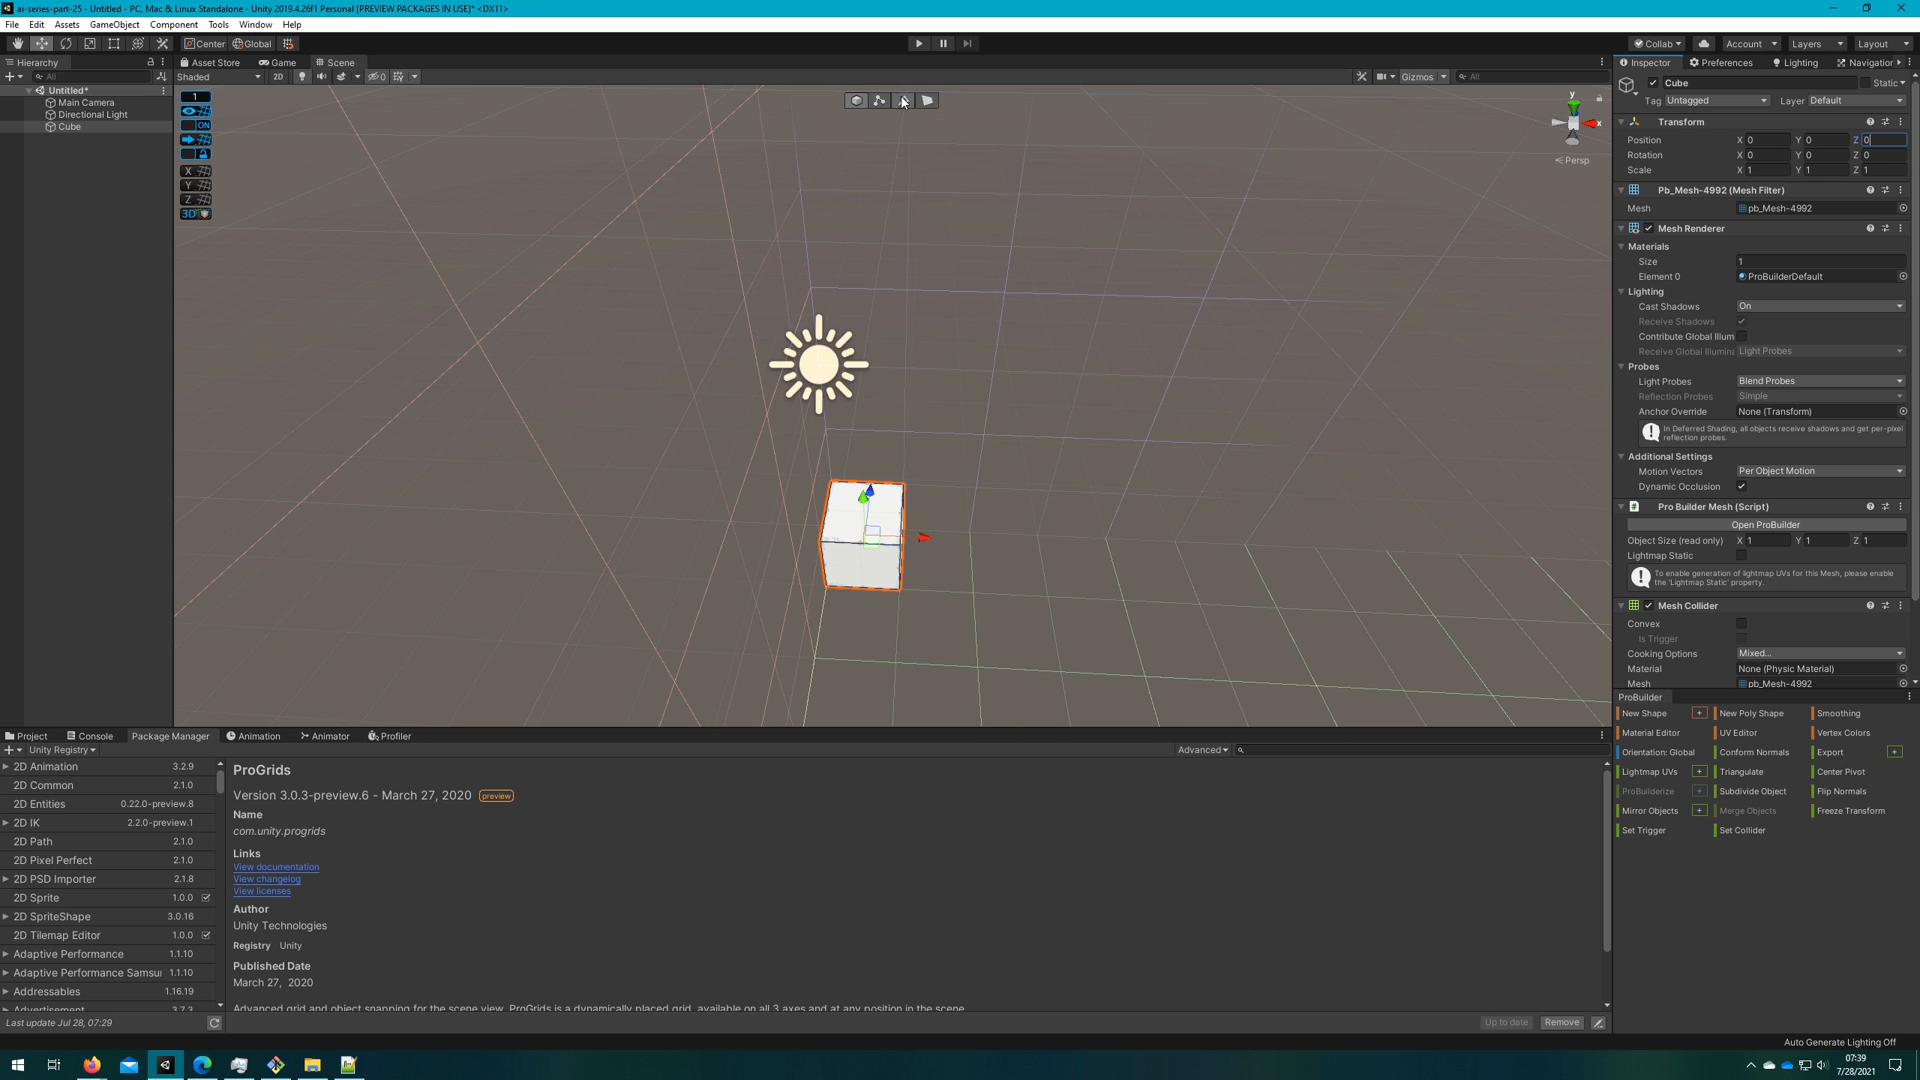 ai-series-part-25 - Untitled - PC, Mac & Linux Standalone - Unity 2019.4.26f1 Personal [PREVIEW PACKAGES IN USE]* <DX11>
File Edit Assets GameObject Component Tools Window Help
Center Global
Collab Account Layers Layout
Hierarchy
All
Untitled*
Main Camera
Directional Light
Cube
Asset Store Game Scene
Shaded 2D 0 Gizmos All
1
ON
X
Y
Z
3D
y
x
Persp
Inspector Preferences Lighting Navigation
Cube Static
Tag Untagged Layer Default
Transform
Position X 0 Y 0 Z 0
Rotation X 0 Y 0 Z 0
Scale X 1 Y 1 Z 1
Pb_Mesh-4992 (Mesh Filter)
Mesh pb_Mesh-4992
Mesh Renderer
Materials
Size 1
Element 0 ProBuilderDefault
Lighting
Cast Shadows On
Receive Shadows
Contribute Global Illum
Receive Global Illumina Light Probes
Probes
Light Probes Blend Probes
Reflection Probes Simple
Anchor Override None (Transform)
In Deferred Shading, all objects receive shadows and get per-pixel
reflection probes.
Additional Settings
Motion Vectors Per Object Motion
Dynamic Occlusion
Pro Builder Mesh (Script)
Open ProBuilder
Object Size (read only) X 1 Y 1 Z 1
Lightmap Static
To enable generation of lightmap UVs for this Mesh, please enable
the 'Lightmap Static' property.
Mesh Collider
Convex
Is Trigger
Cooking Options Mixed...
Material None (Physic Material)
Mesh pb_Mesh-4992
ProBuilder
New Shape + New Poly Shape Smoothing
Material Editor UV Editor Vertex Colors
Orientation: Global Conform Normals Export +
Lightmap UVs + Triangulate Center Pivot
ProBuilderize + Subdivide Object Flip Normals
Mirror Objects + Merge Objects Freeze Transform
Set Trigger Set Collider
Project Console Package Manager Animation Animator Profiler
Unity Registry Advanced
2D Animation 3.2.9
2D Common 2.1.0
2D Entities 0.22.0-preview.8
2D IK 2.2.0-preview.1
2D Path 2.1.0
2D Pixel Perfect 2.1.0
2D PSD Importer 2.1.8
2D Sprite 1.0.0
2D SpriteShape 3.0.16
2D Tilemap Editor 1.0.0
Adaptive Performance 1.1.10
Adaptive Performance Samsu 1.1.10
Addressables 1.16.19
Advertisement 3.7.3
Last update Jul 28, 07:29
ProGrids
Version 3.0.3-preview.6 - March 27, 2020 preview
Name
com.unity.progrids
Links
View documentation
View changelog
View licenses
Author
Unity Technologies
Registry Unity
Published Date
March 27, 2020
Advanced grid and object snapping for the scene view. ProGrids is a dynamically placed grid, available on all 3 axes and at any position in the scene
Up to date Remove
Auto Generate Lighting Off
07:39
7/28/2021